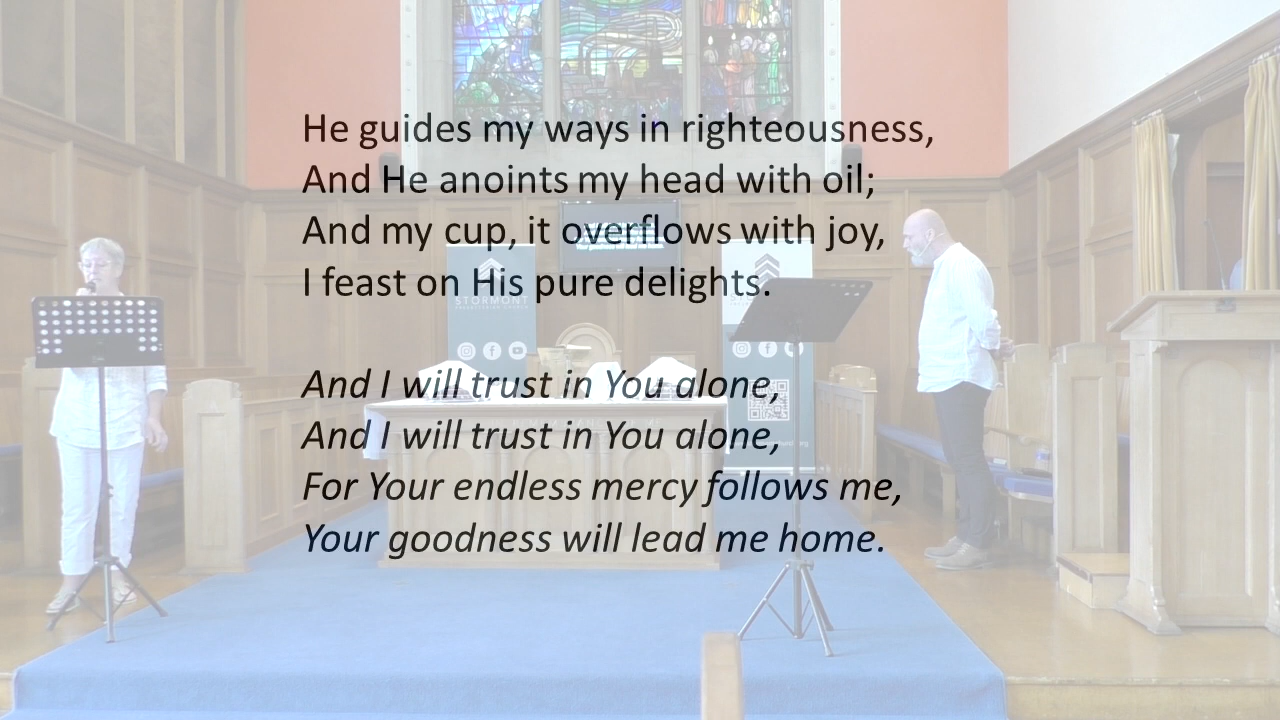 He guides my ways in righteousness,
And He anoints my head with oil;
And my cup, it overflows with joy,
I feast on His pure delights.
And I will trust in You alone,
And I will trust in You alone,
For Your endless mercy follows me,
Your goodness will lead me home.
STORMONT
PRESBYTERIAN CHURCH